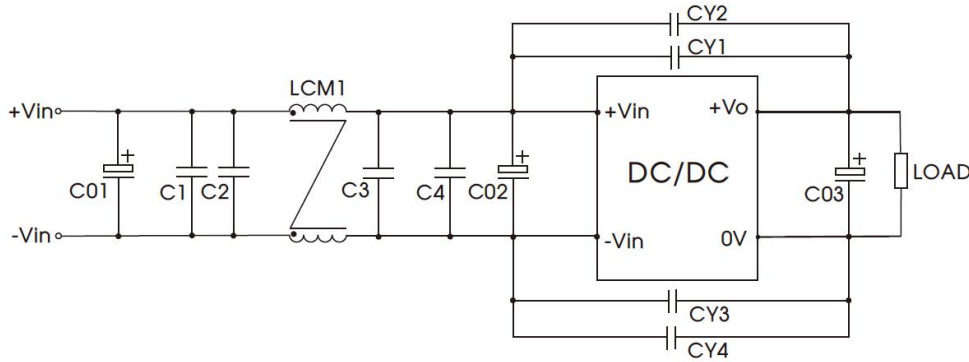 CY2
CY1
LCM1
+Vin
+Vin
+Vo
C01
+
C1
C2
C3
C4
C02
+
DC/DC
C03
+
LOAD
-Vin
-Vin
0V
CY3
CY4